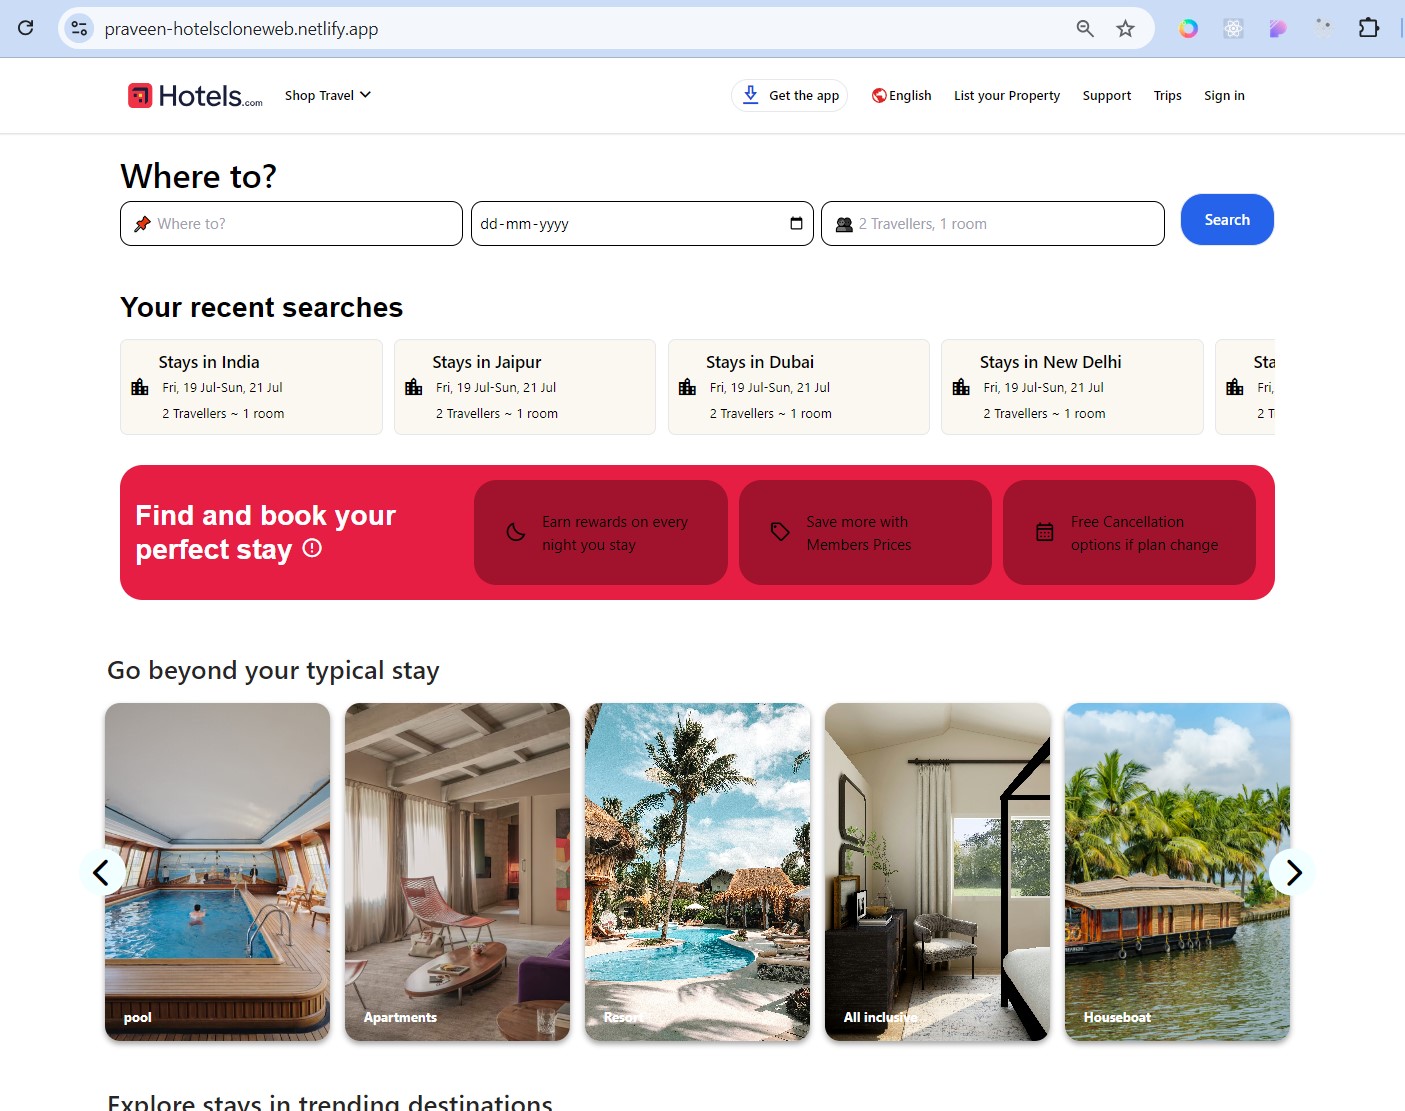 praveen-hotelscloneweb.netlify.app
Hotels.com
Shop Travel
Get the app
English
List your Property
Support
Trips
Sign in
Where to?
Where to?
dd-mm-yyyy
2 Travellers, 1 room
Search
Your recent searches
Stays in India
Fri, 19 Jul-Sun, 21 Jul
2 Travellers ~ 1 room
Stays in Jaipur
Fri, 19 Jul-Sun, 21 Jul
2 Travellers ~ 1 room
Stays in Dubai
Fri, 19 Jul-Sun, 21 Jul
2 Travellers ~ 1 room
Stays in New Delhi
Fri, 19 Jul-Sun, 21 Jul
2 Travellers ~ 1 room
Sta
Fri,
2 T
Find and book your
perfect stay
Earn rewards on every
night you stay
Save more with
Members Prices
Free Cancellation
options if plan change
Go beyond your typical stay
pool
Apartments
Resort
All inclusive
Houseboat
Explore stays in trending destinations